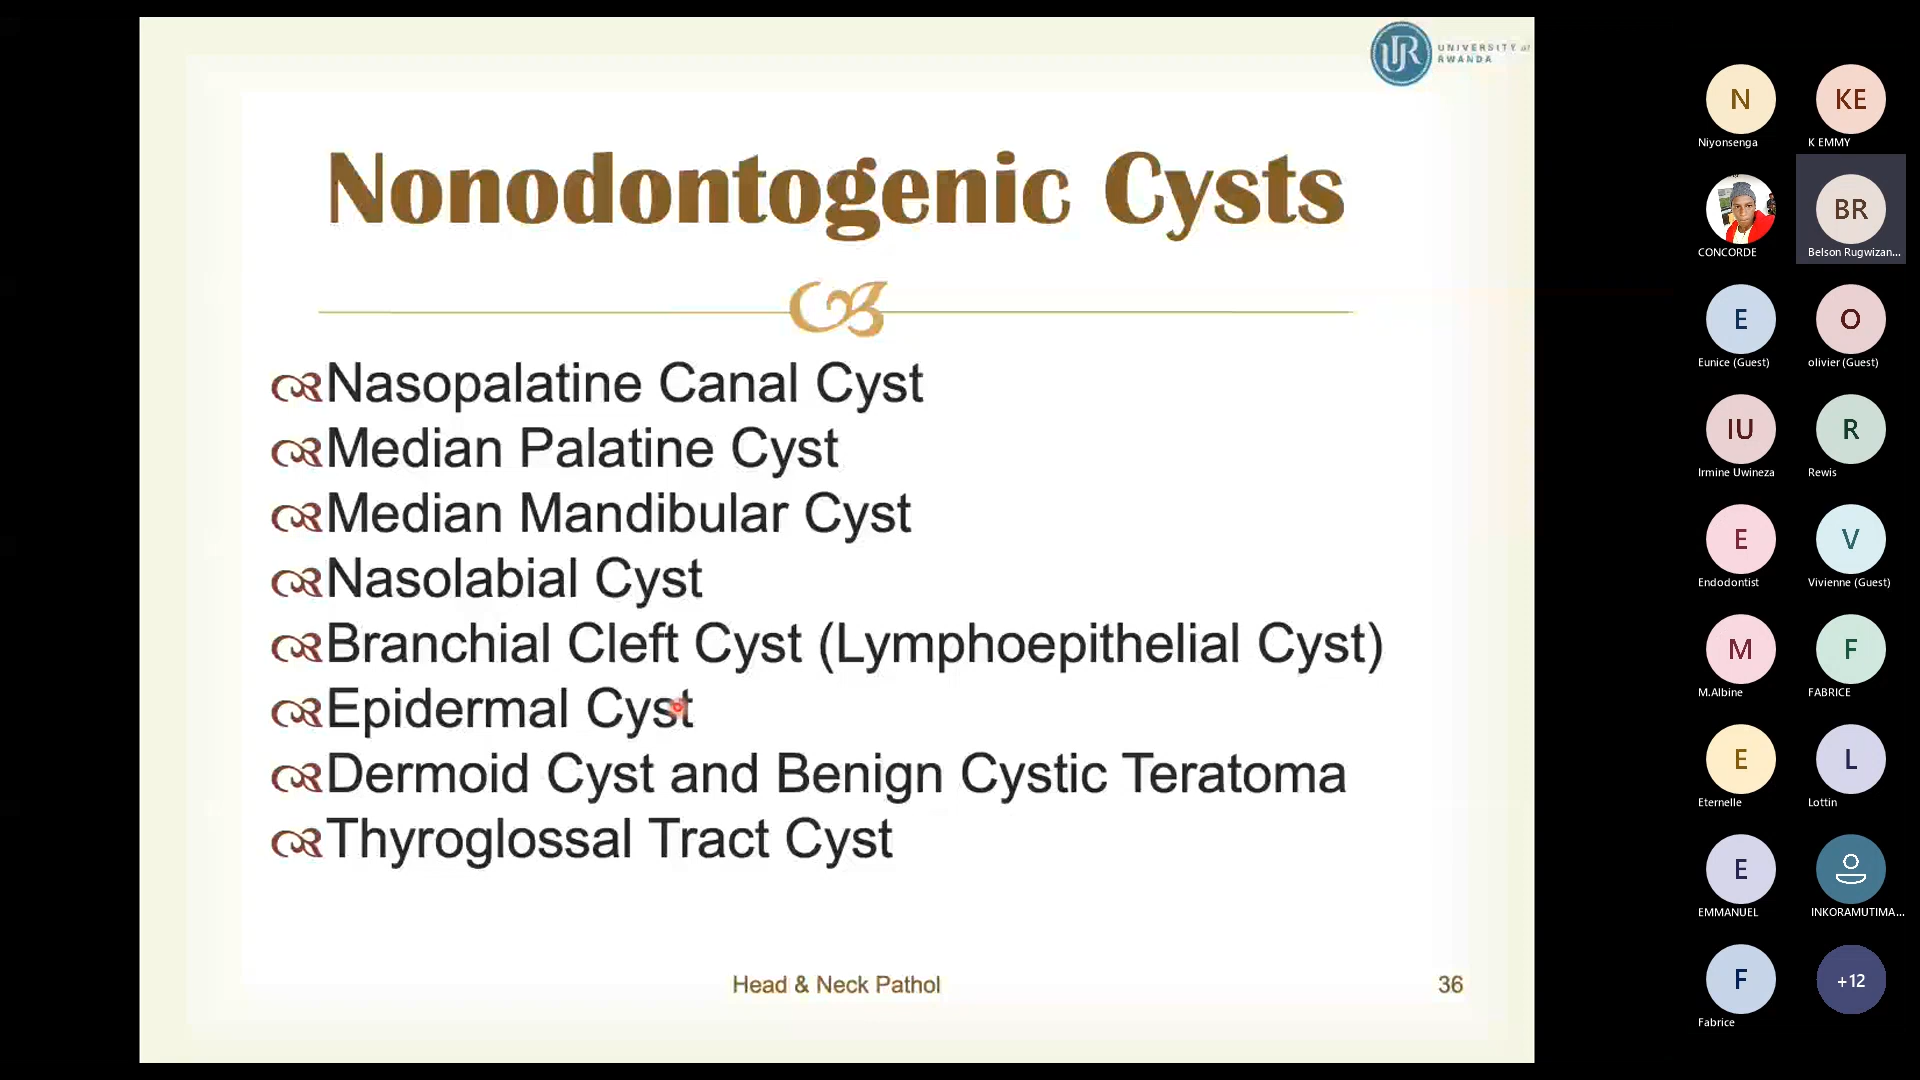 UNIVERSITY of
RWANDA
Nonodontogenic Cysts
Nasopalatine Canal Cyst
Median Palatine Cyst
Median Mandibular Cyst
Nasolabial Cyst
Branchial Cleft Cyst (Lymphoepithelial Cyst)
Epidermal Cyst
Dermoid Cyst and Benign Cystic Teratoma
Thyroglossal Tract Cyst
Head & Neck Pathol
36
N
Niyonsenga
KE
K EMMY
CONCORDE
BR
Belson Rugwizan...
E
Eunice (Guest)
O
olivier (Guest)
IU
Irmine Uwineza
R
Rewis
E
Endodontist
V
Vivienne (Guest)
M
M.Albine
F
FABRICE
E
Eternelle
L
Lottin
E
EMMANUEL
INKORAMUTIMA...
F
Fabrice
+12